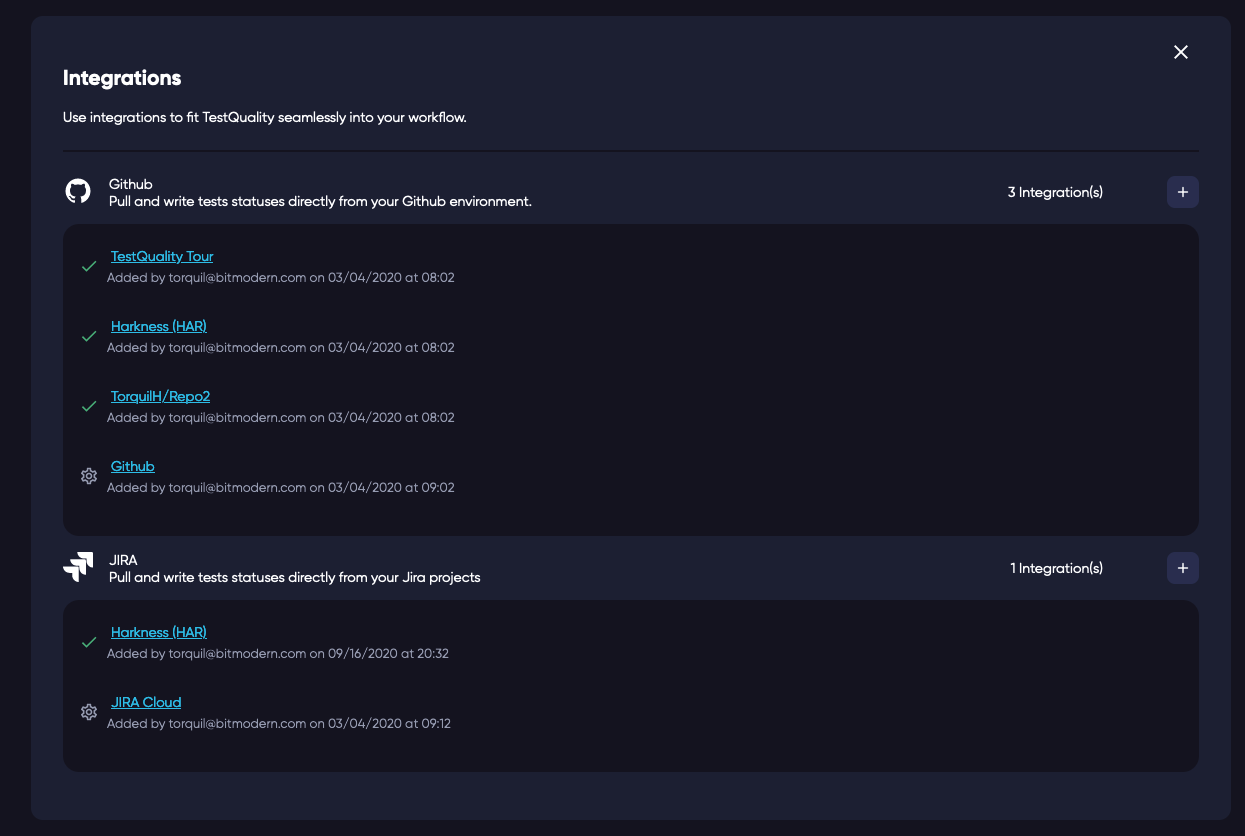 Integrations
Use integrations to fit TestQuality seamlessly into your workflow.
Github
Pull and write tests statuses directly from your Github environment.
3 Integration(s)
TestQuality Tour
Added by torquil@bitmodern.com on 03/04/2020 at 08:02
Harkness (HAR)
Added by torquil@bitmodern.com on 03/04/2020 at 08:02
TorquilH/Repo2
Added by torquil@bitmodern.com on 03/04/2020 at 08:02
Github
Added by torquil@bitmodern.com on 03/04/2020 at 09:02
JIRA
Pull and write tests statuses directly from your Jira projects
1 Integration(s)
Harkness (HAR)
Added by torquil@bitmodern.com on 09/16/2020 at 20:32
JIRA Cloud
Added by torquil@bitmodern.com on 03/04/2020 at 09:12